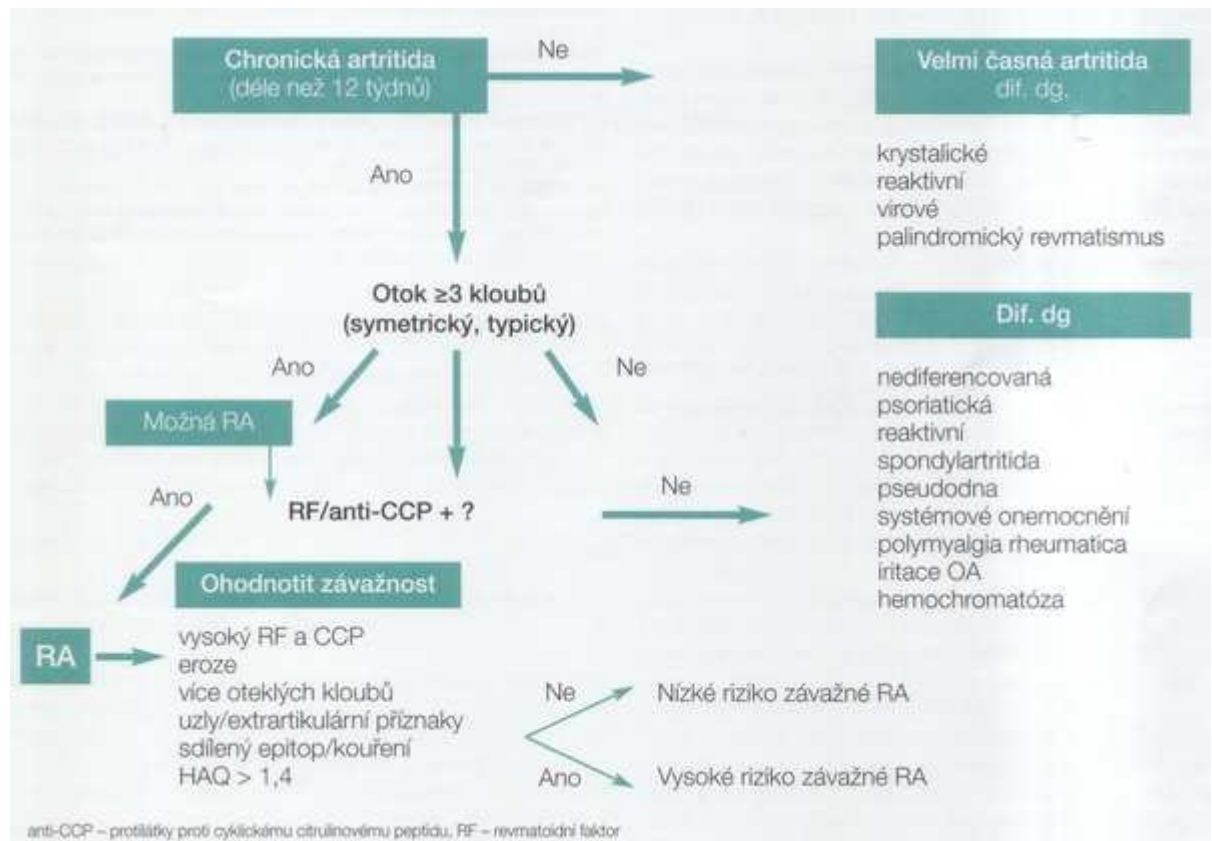 Chronická artritida
(déle než 12 týdnů)
Ne
Velmi časná artritida
dif. dg.
krystalické
reaktivní
virové
palindromický revmatismus
Ano
Otok ≥3 kloubů
(symetrický, typický)
Ano
Ne
Možná RA
Dif. dg
nediferencovaná
psoriatická
reaktivní
spondylartritida
pseudodna
systémové onemocnění
polymyalgia rheumatica
iritace OA
hemochromatóza
Ano
RF/anti-CCP + ?
Ne
Ohodnotit závažnost
RA
vysoký RF a CCP
eroze
více oteklých kloubů
uzly/extrartikulární příznaky
sdílený epitop/kouření
HAQ > 1,4
Ne
Nízké riziko závažné RA
Ano
Vysoké riziko závažné RA
anti-CCP – protilátky proti cyklickému citrulinovému peptidu, RF – revmatoidní faktor